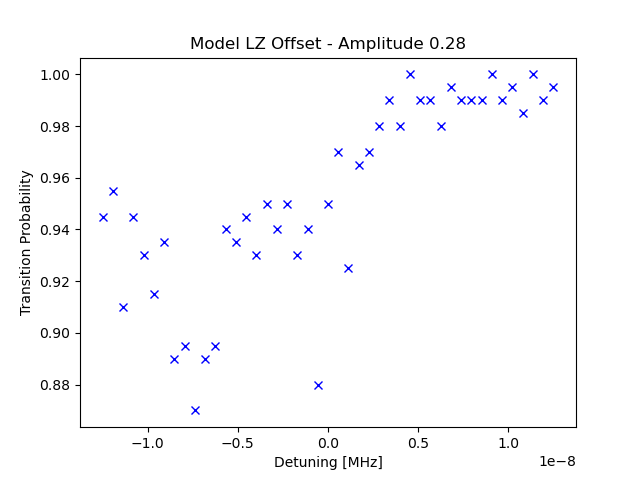 Model LZ Offset - Amplitude 0.28
1.00
0.98
0.96
0.94
0.92
0.90
0.88
Transition Probability
−1.0 −0.5 0.0 0.5 1.0
1e−8
Detuning [MHz]